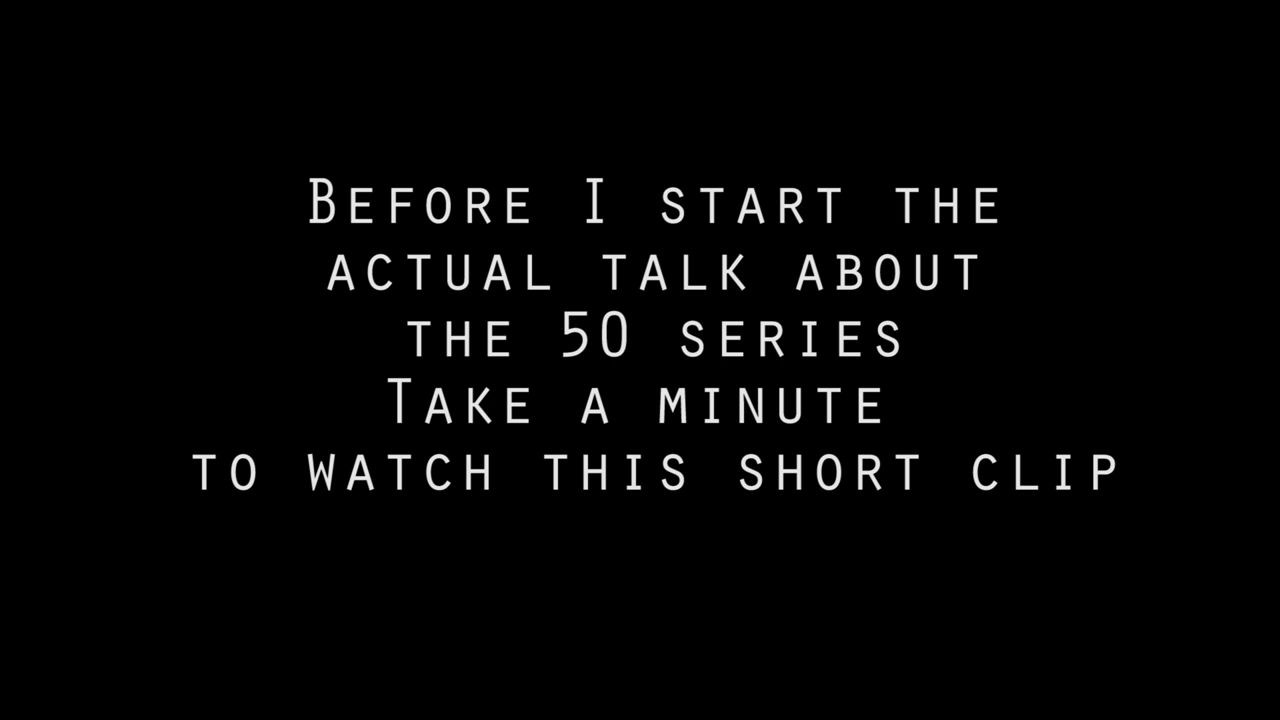 Before I start the
actual talk about
the 50 series
Take a minute
to watch this short clip